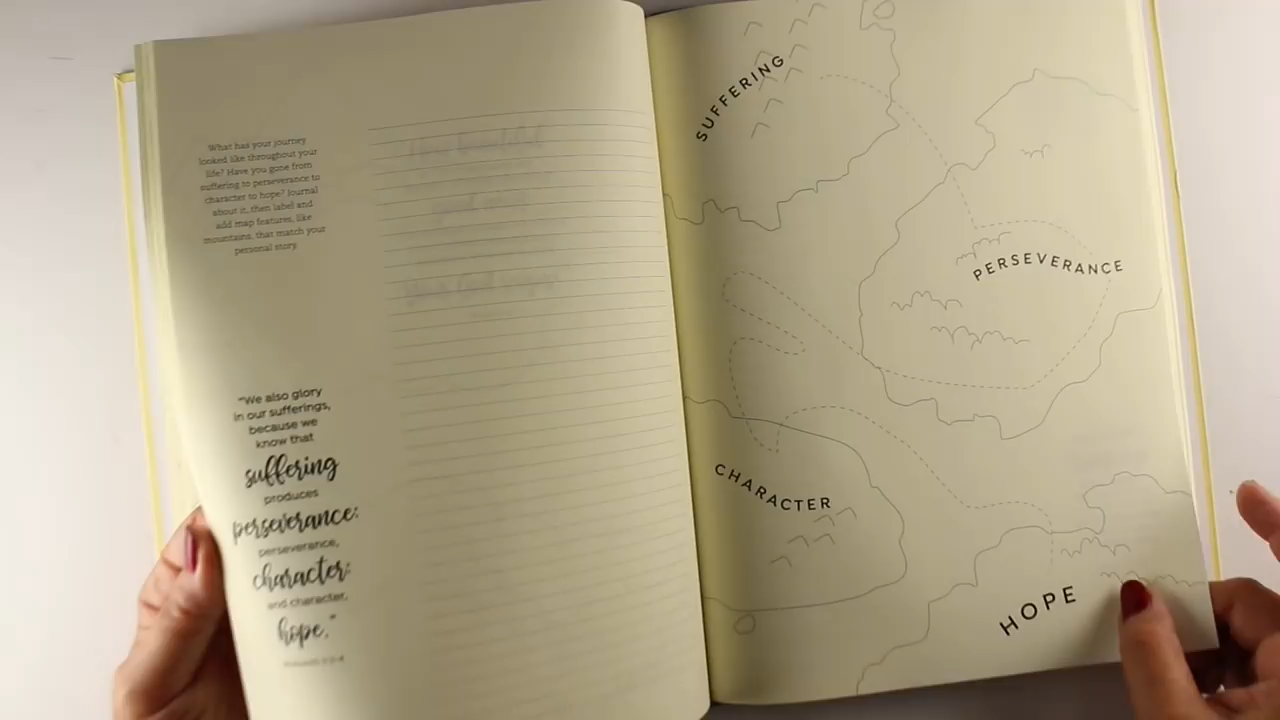 What has your journey
looked like throughout your
life? Have you gone from
suffering to perseverance to
character to hope? Journal
about it, then label and
add map features, like
mountains, that match your
personal story.
"We also glory
in our sufferings,
because we
know that
suffering
produces
perseverance;
perseverance,
character;
and character,
hope."
SUFFERING
PERSEVERANCE
CHARACTER
HOPE